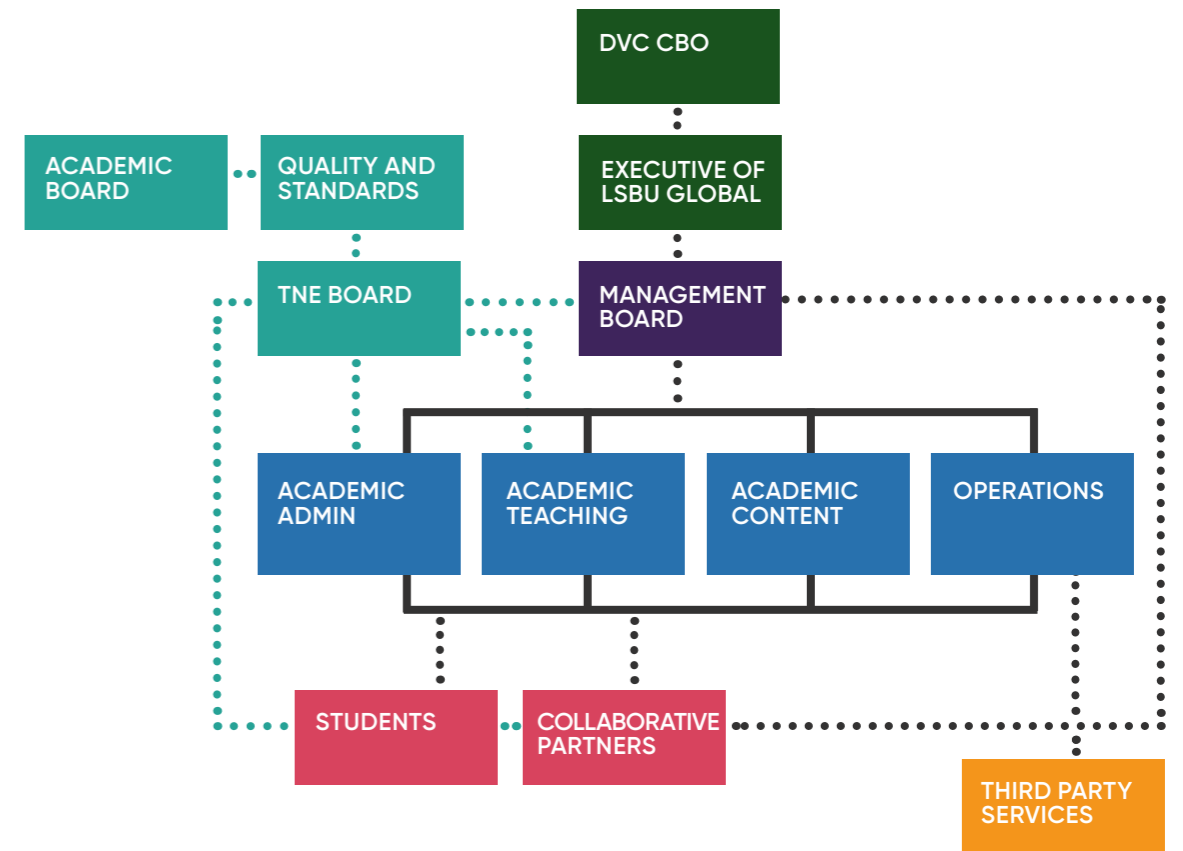 DVC CBO
ACADEMIC
BOARD
QUALITY AND
STANDARDS
EXECUTIVE OF
LSBU GLOBAL
TNE BOARD
MANAGEMENT
BOARD
ACADEMIC
ADMIN
ACADEMIC
TEACHING
ACADEMIC
CONTENT
OPERATIONS
STUDENTS
COLLABORATIVE
PARTNERS
THIRD PARTY
SERVICES